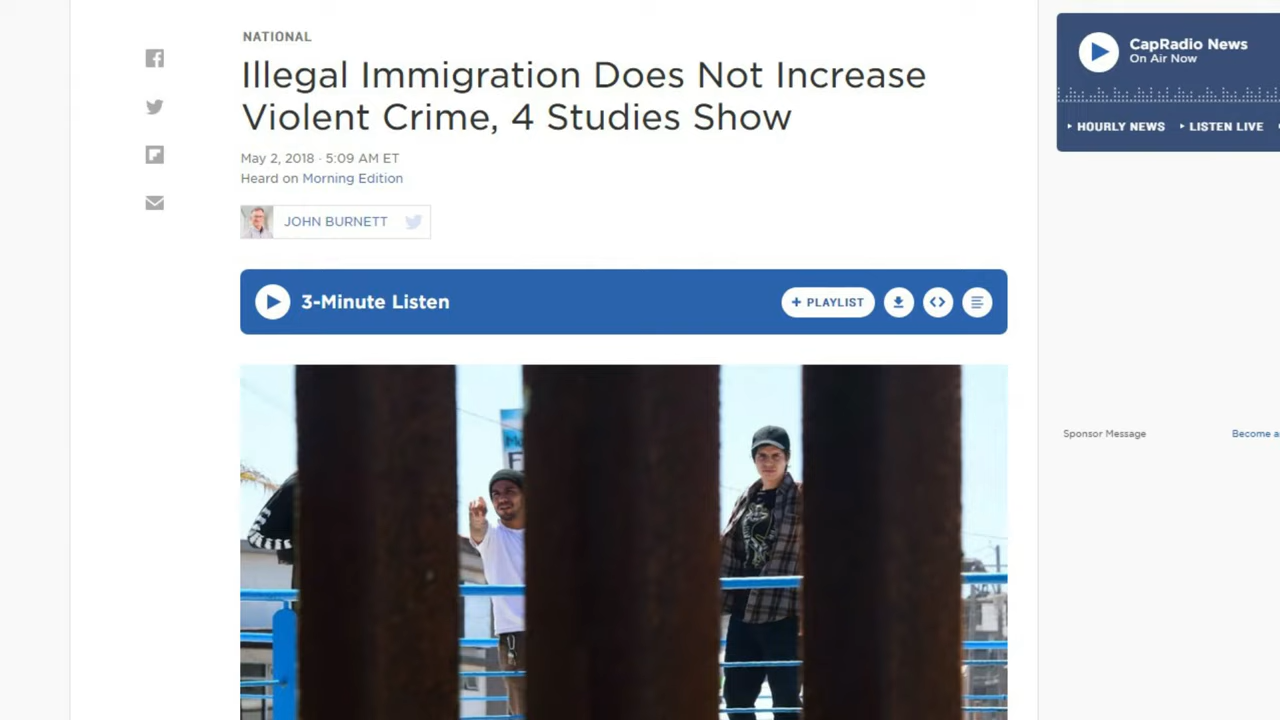 NATIONAL
Illegal Immigration Does Not Increase
Violent Crime, 4 Studies Show
May 2, 2018 · 5:09 AM ET
Heard on Morning Edition
JOHN BURNETT
3-Minute Listen
+ PLAYLIST
CapRadio News
On Air Now
HOURLY NEWS
LISTEN LIVE
Sponsor Message
Become a